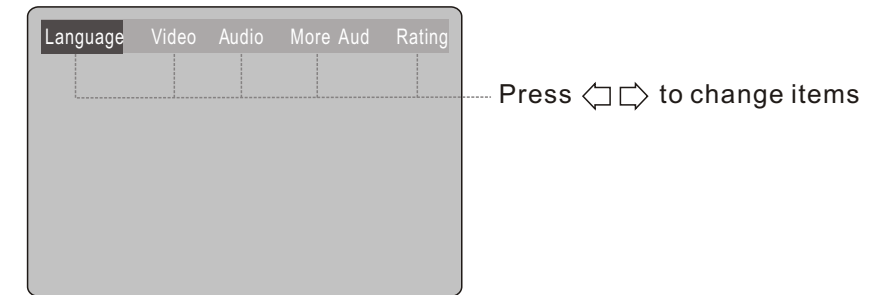 Language Video Audio More Aud Rating
Press ⇦ ⇨ to change items